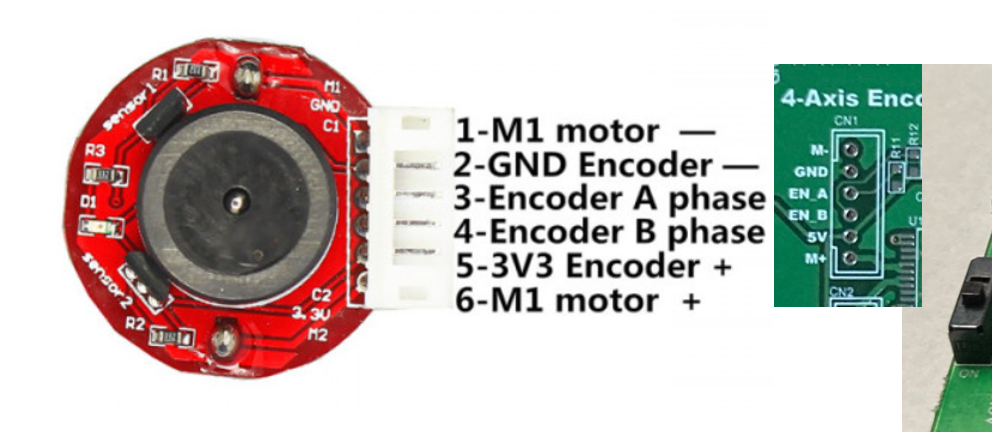 R1
sensor1
R3
D1
sensor2
R2
M1
GND
C1
C2
3.3V
M2
1-M1 motor —
2-GND Encoder —
3-Encoder A phase
4-Encoder B phase
5-3V3 Encoder +
6-M1 motor +
4-Axis Enco
CN1
M-
GND
EN_A
EN_B
5V
M+
CN2
R11
R12
U1
ON